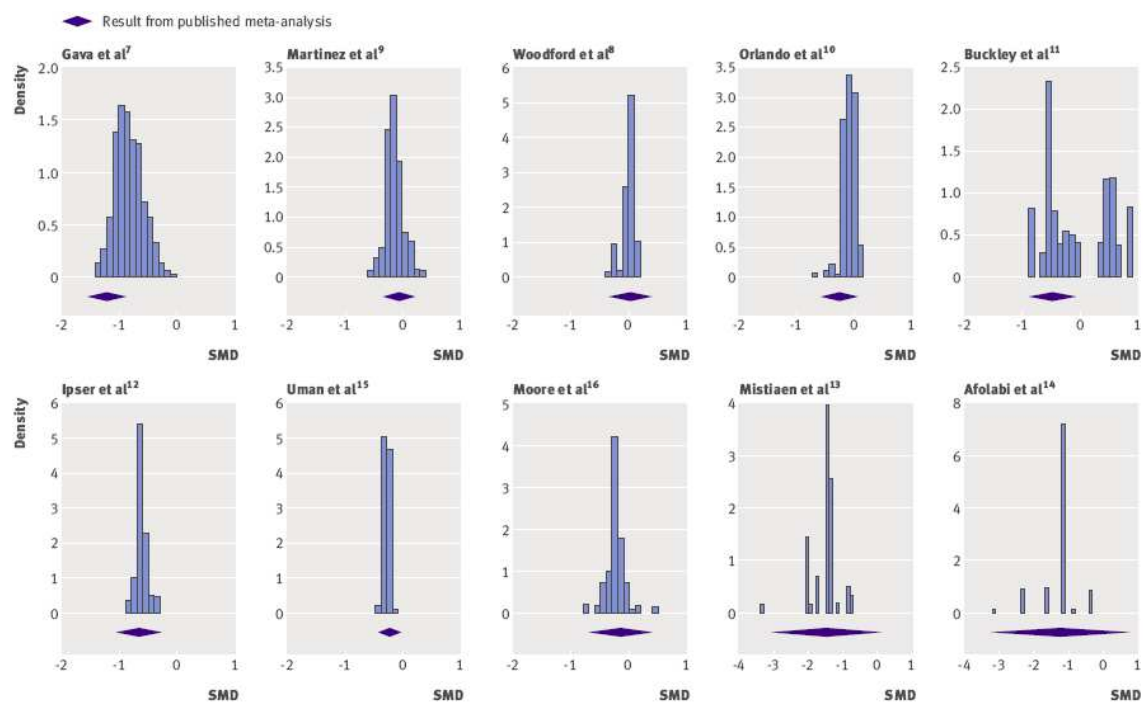 Result from published meta-analysis
Gava et al7
Martinez et al9
Woodford et al8
Orlando et al10
Buckley et al11
Density
2.0
1.5
1.0
0.5
0
3.5
3.0
2.5
2.0
1.5
1.0
0.5
0
6
5
4
3
2
1
0
3.5
3.0
2.5
2.0
1.5
1.0
0.5
0
2.5
2.0
1.5
1.0
0.5
0
-2 -1 0 1
-2 -1 0 1
-2 -1 0 1
-2 -1 0 1
-2 -1 0 1
SMD
SMD
SMD
SMD
SMD
Ipser et al12
Uman et al15
Moore et al16
Mistiaen et al13
Afolabi et al14
Density
6
5
4
3
2
1
0
6
5
4
3
2
1
0
5
4
3
2
1
0
4
3
2
1
0
8
6
4
2
0
-2 -1 0 1
-2 -1 0 1
-2 -1 0 1
-4 -3 -2 -1 0 1
-4 -3 -2 -1 0 1
SMD
SMD
SMD
SMD
SMD